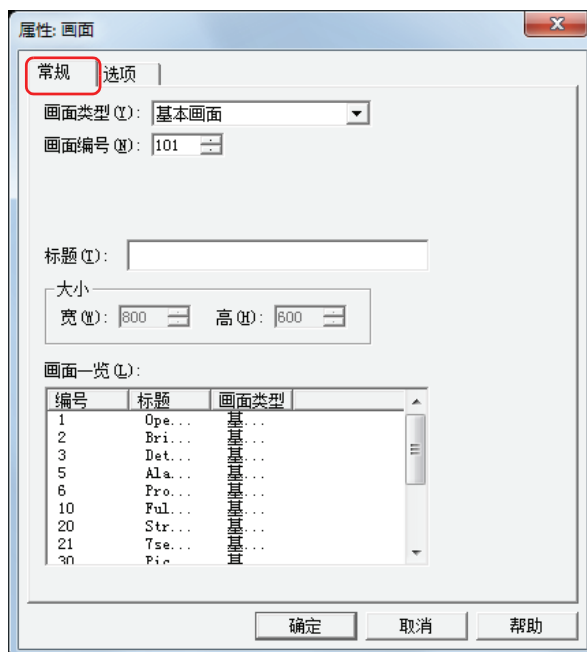 属性: 画面
常规 选项
画面类型(Y): 基本画面
画面编号(N): 101
标题(T):
大小
宽(W): 800 高(H): 600
画面一览(L):
编号 标题 画面类型
1 Ope... 基...
2 Bri... 基...
3 Det... 基...
5 Ala... 基...
6 Pro... 基...
10 Ful... 基...
20 Str... 基...
21 7se... 基...
30 Pic 基
确定 取消 帮助